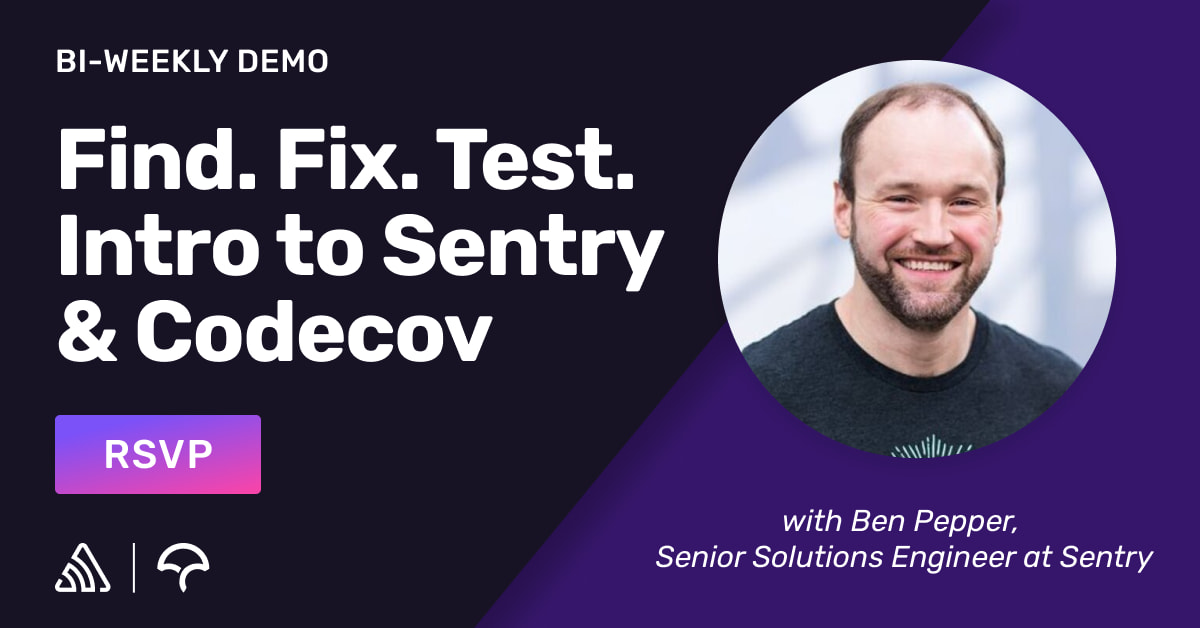 BI-WEEKLY DEMO
Find. Fix. Test.
Intro to Sentry
& Codecov
RSVP
with Ben Pepper,
Senior Solutions Engineer at Sentry